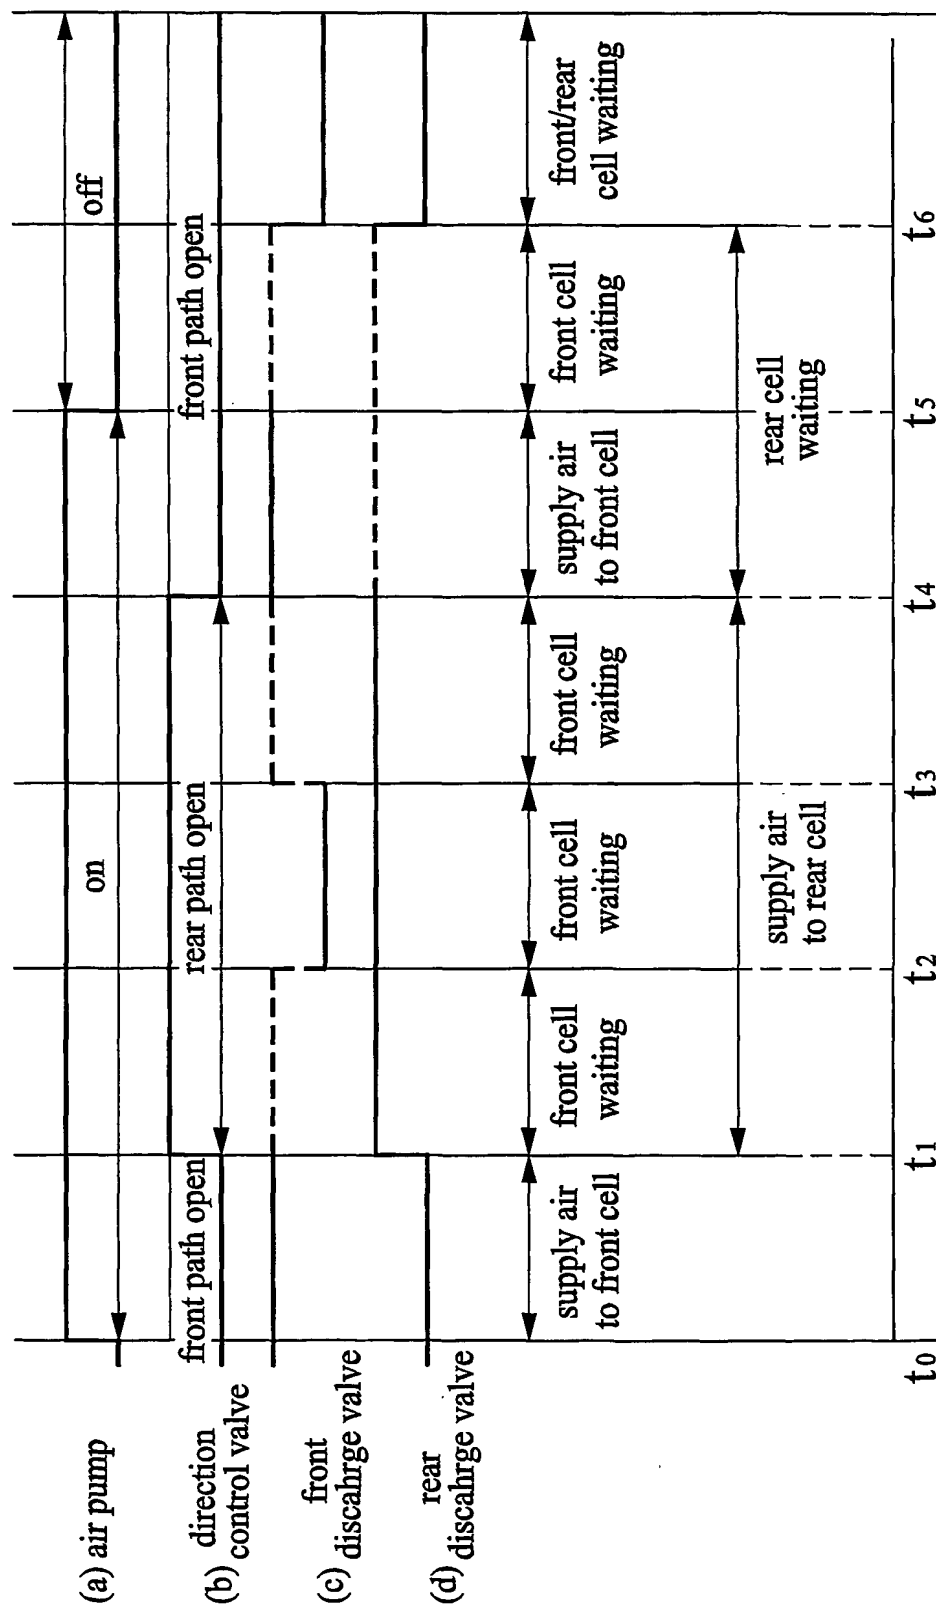 (a) air pump
on
off
(b) direction
control valve
front path open
rear path open
front path open
(c) front
discahrge valve
(d) rear
discahrge valve
supply air
to front cell
front cell
waiting
front cell
waiting
front cell
waiting
supply air
to front cell
front cell
waiting
front/rear
cell waiting
supply air
to rear cell
rear cell
waiting
t0 t1 t2 t3 t4 t5 t6